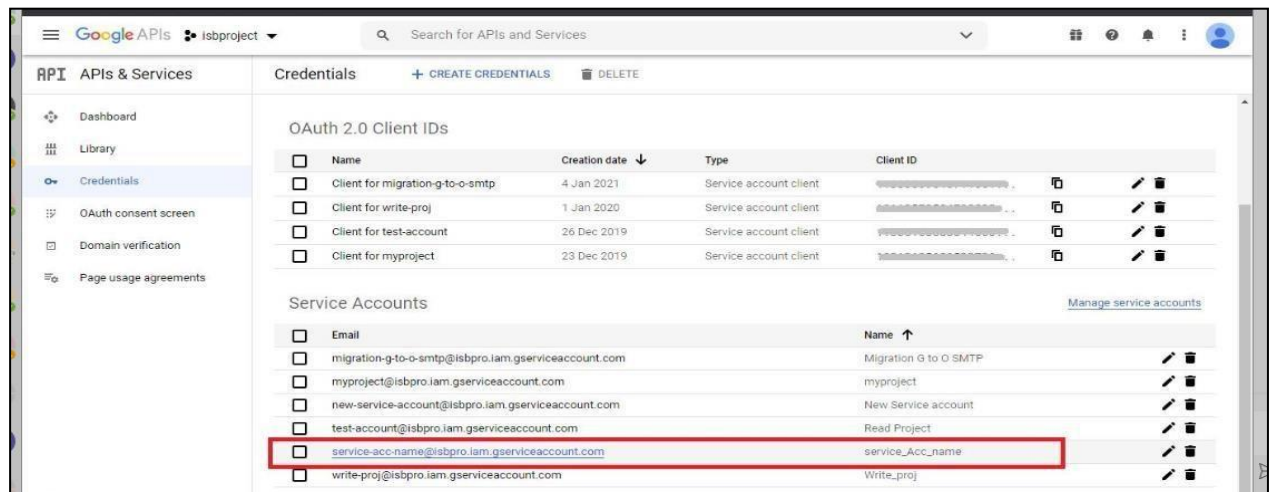 Google APIs isbproject Search for APIs and Services
API APIs & Services Credentials + CREATE CREDENTIALS DELETE
Dashboard
Library
Credentials
OAuth consent screen
Domain verification
Page usage agreements
OAuth 2.0 Client IDs
Name Creation date Type Client ID
Client for migration-g-to-o-smtp 4 Jan 2021 Service account client
Client for write-proj 1 Jan 2020 Service account client
Client for test-account 26 Dec 2019 Service account client
Client for myproject 23 Dec 2019 Service account client
Service Accounts Manage service accounts
Email Name
migration-g-to-o-smtp@isbpro.iam.gserviceaccount.com Migration G to O SMTP
myproject@isbpro.iam.gserviceaccount.com myproject
new-service-account@isbpro.iam.gserviceaccount.com New Service account
test-account@isbpro.iam.gserviceaccount.com Read Project
service-acc-name@isbpro.iam.gserviceaccount.com service_Acc_name
write-proj@isbpro.iam.gserviceaccount.com Write_proj